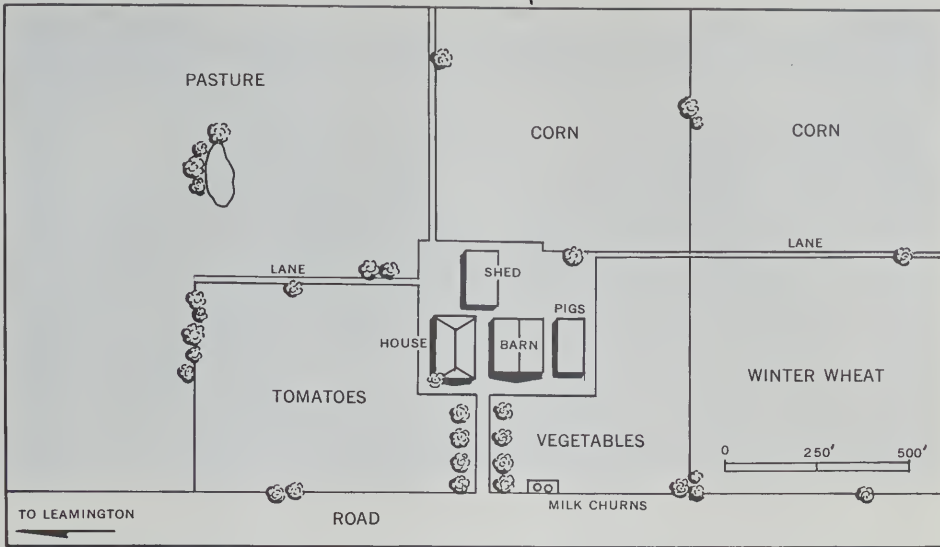 PASTURE
CORN
CORN
LANE
LANE
SHED
PIGS
HOUSE
BARN
TOMATOES
WINTER WHEAT
VEGETABLES
0 250' 500'
MILK CHURNS
TO LEAMINGTON
ROAD